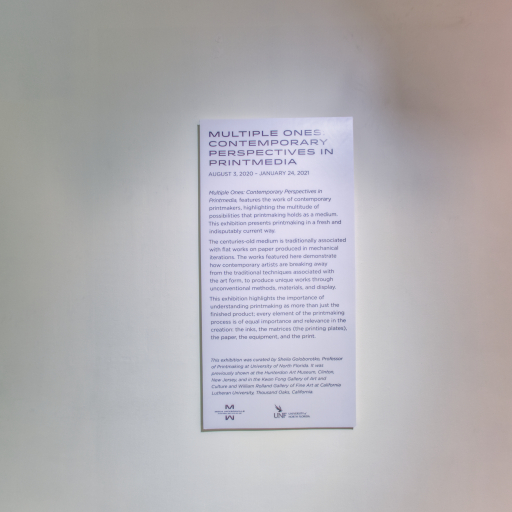 MULTIPLE ONES:
CONTEMPORARY
PERSPECTIVES IN
PRINTMEDIA
AUGUST 3, 2020 – JANUARY 24, 2021
Multiple Ones: Contemporary Perspectives in
Printmedia, features the work of contemporary
printmakers, highlighting the multitude of
possibilities that printmaking holds as a medium.
This exhibition presents printmaking in a fresh and
indisputably current way.
The centuries-old medium is traditionally associated
with flat works on paper produced in mechanical
iterations. The works featured here demonstrate
how contemporary artists are breaking away
from the traditional techniques associated with
the art form, to produce unique works through
unconventional methods, materials, and display.
This exhibition highlights the importance of
understanding printmaking as more than just the
finished product; every element of the printmaking
process is of equal importance and relevance in the
creation: the inks, the matrices (the printing plates),
the paper, the equipment, and the print.
This exhibition was curated by Sheila Goloborotko, Professor
of Printmaking at University of North Florida. It was
previously shown at the Hunterdon Art Museum, Clinton,
New Jersey, and in the Kwan Fong Gallery of Art and
Culture and William Rolland Gallery of Fine Art at California
Lutheran University, Thousand Oaks, California.
UNF